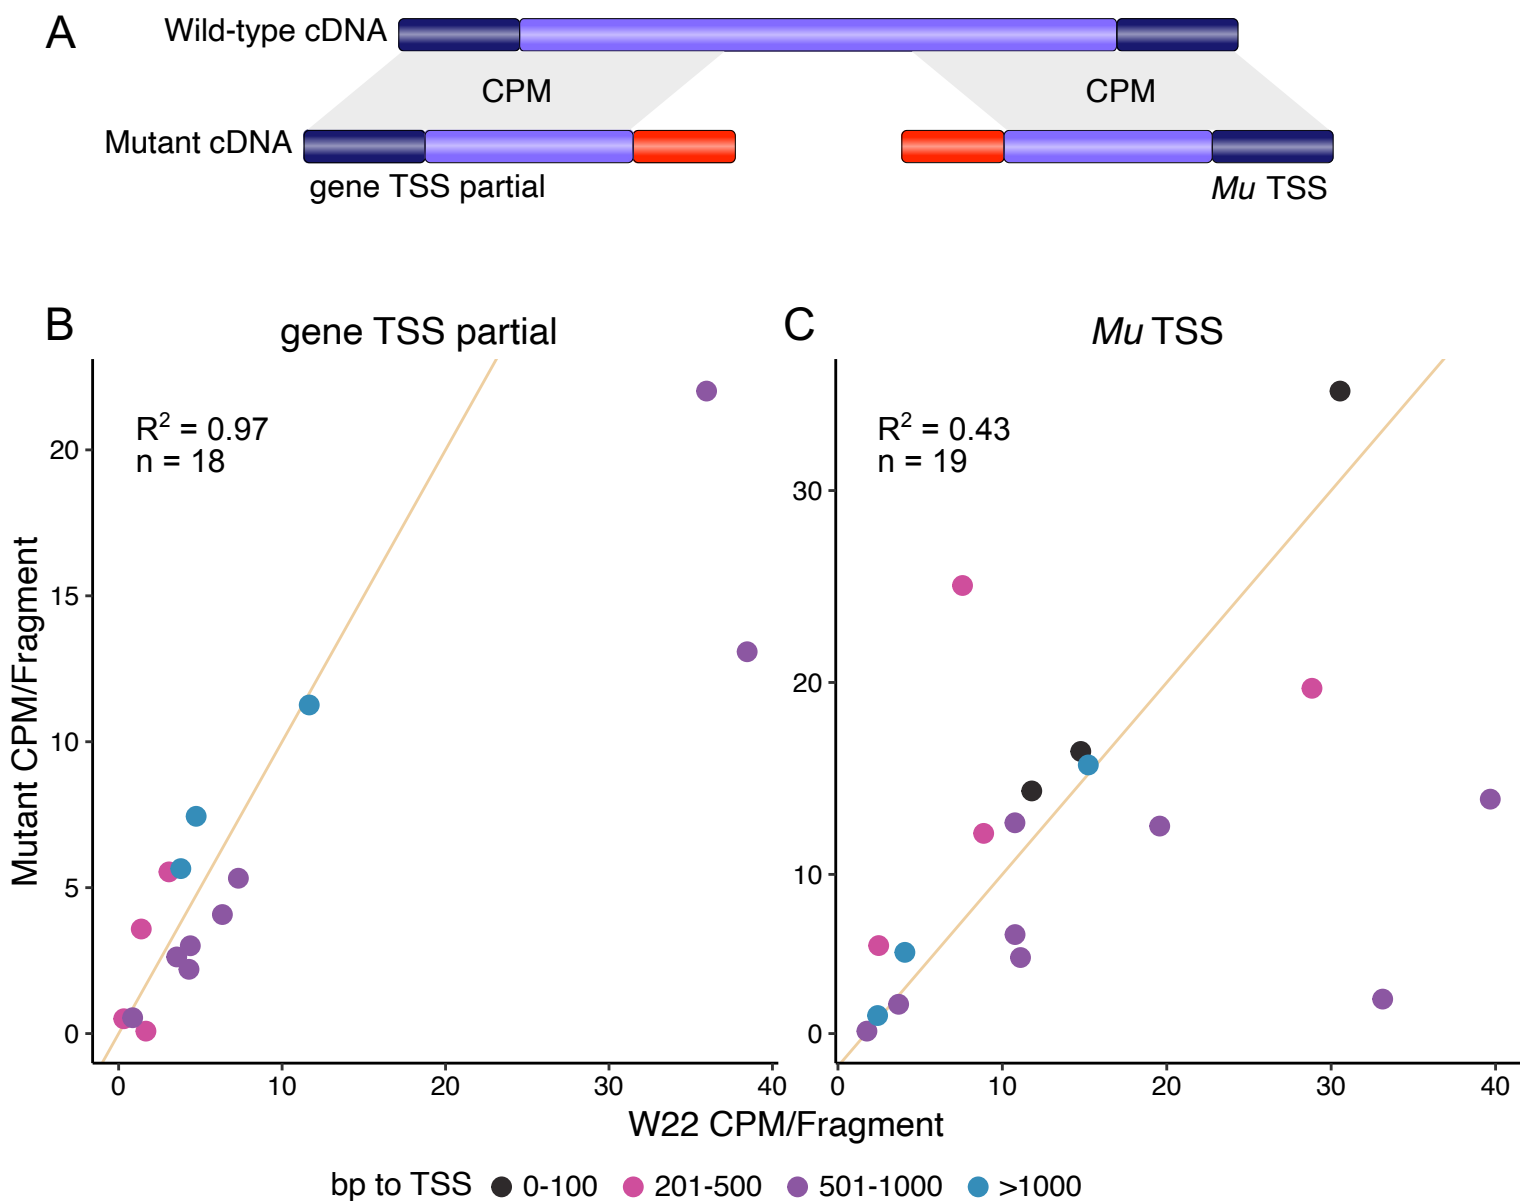 A
Wild-type cDNA
CPM CPM
Mutant cDNA
gene TSS partial Mu TSS
B gene TSS partial
R2 = 0.97
n = 18
20
15
10
5
0
0 10 20 30 40
Mutant CPM/Fragment
C Mu TSS
R2 = 0.43
n = 19
30
20
10
0
0 10 20 30 40
W22 CPM/Fragment
bp to TSS 0-100 201-500 501-1000 >1000